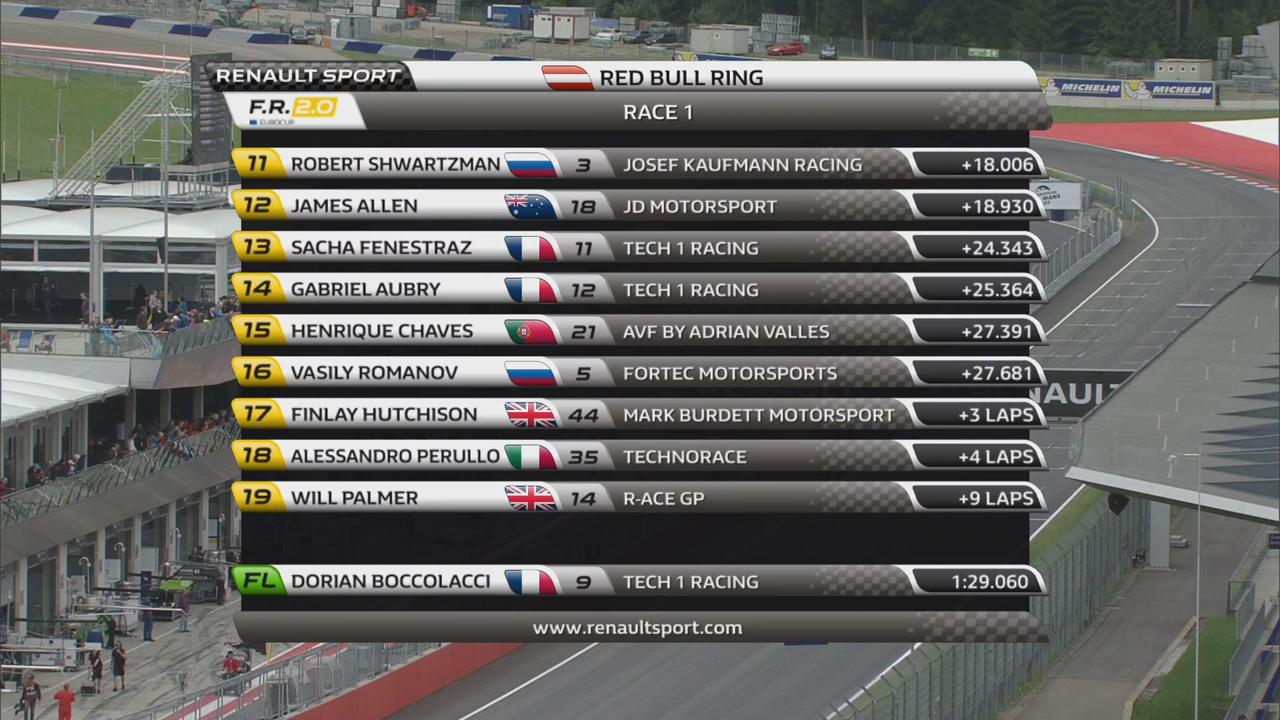 RENAULT SPORT RED BULL RING
F.R. 2.0 RACE 1
EUROCUP
11 ROBERT SHWARTZMAN 3 JOSEF KAUFMANN RACING +18.006
12 JAMES ALLEN 18 JD MOTORSPORT +18.930
13 SACHA FENESTRAZ 11 TECH 1 RACING +24.343
14 GABRIEL AUBRY 12 TECH 1 RACING +25.364
15 HENRIQUE CHAVES 21 AVF BY ADRIAN VALLES +27.391
16 VASILY ROMANOV 5 FORTEC MOTORSPORTS +27.681
17 FINLAY HUTCHISON 44 MARK BURDETT MOTORSPORT +3 LAPS
18 ALESSANDRO PERULLO 35 TECHNORACE +4 LAPS
19 WILL PALMER 14 R-ACE GP +9 LAPS
FL DORIAN BOCCOLACCI 9 TECH 1 RACING 1:29.060
www.renaultsport.com
MICHELIN MICHELIN
NAULT